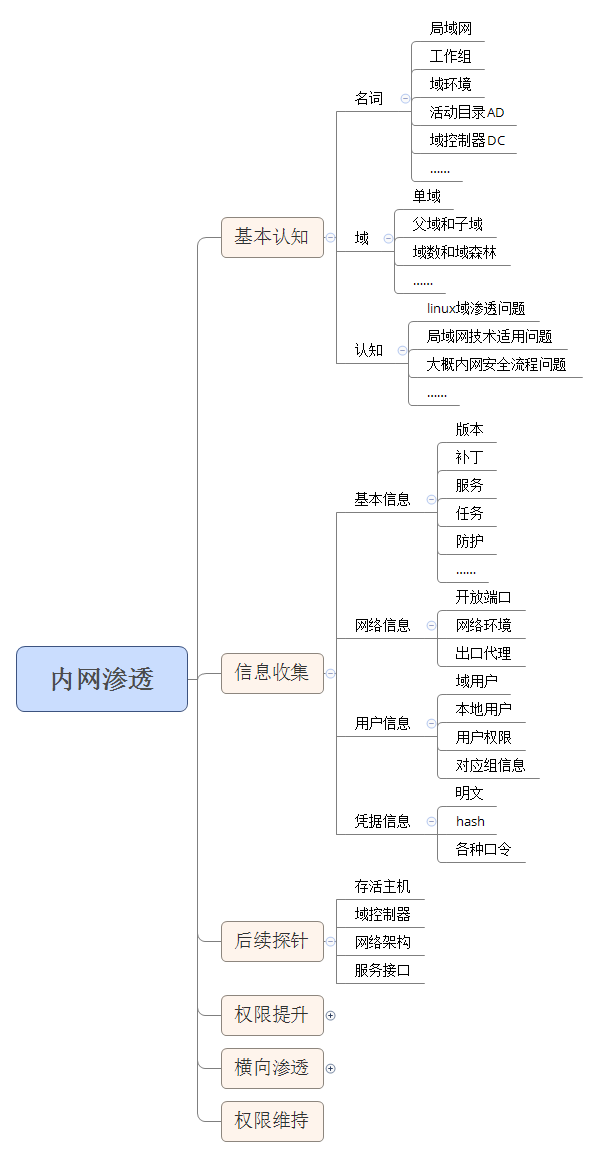 内网渗透
基本认知
名词
局域网
工作组
域环境
活动目录AD
域控制器DC
......
域
单域
父域和子域
域数和域森林
......
认知
linux域渗透问题
局域网技术适用问题
大概内网安全流程问题
......
信息收集
基本信息
版本
补丁
服务
任务
防护
......
网络信息
开放端口
网络环境
出口代理
用户信息
域用户
本地用户
用户权限
对应组信息
凭据信息
明文
hash
各种口令
后续探针
存活主机
域控制器
网络架构
服务接口
权限提升
横向渗透
权限维持